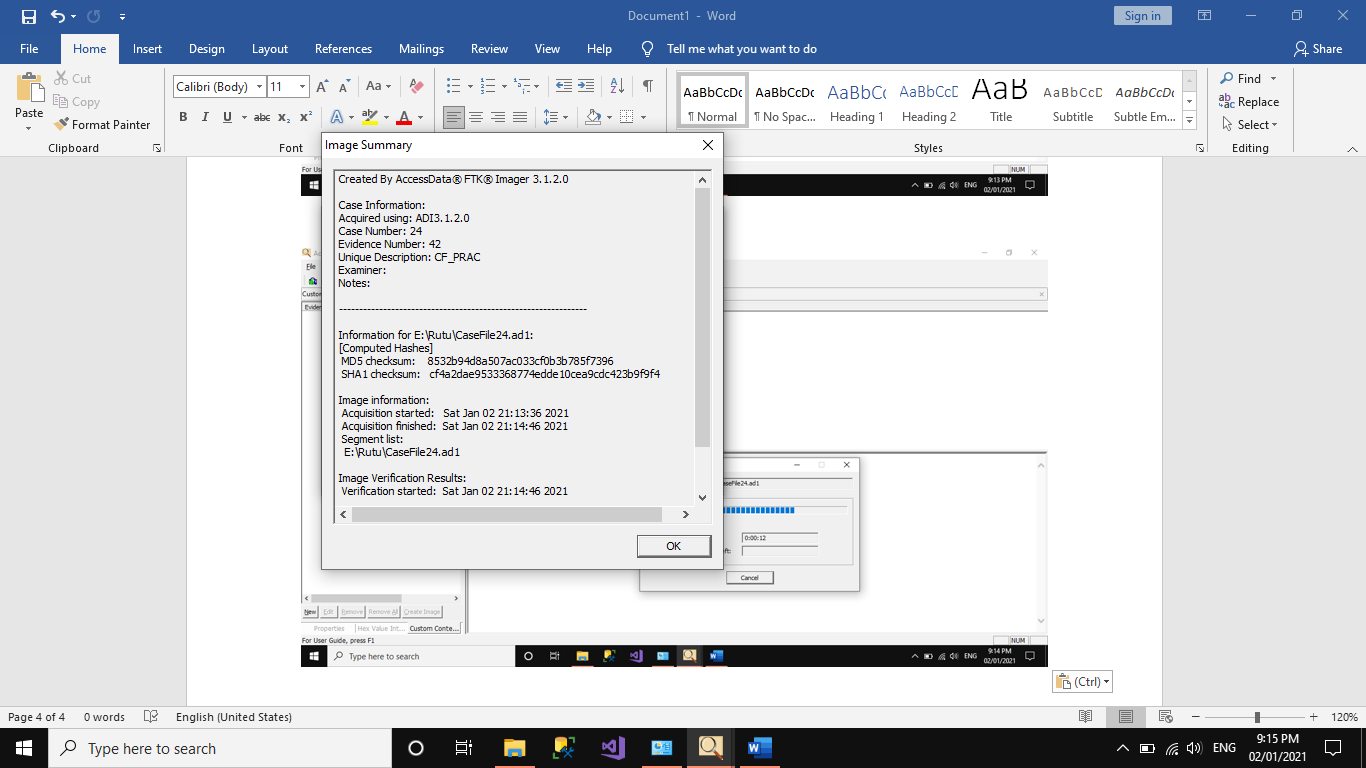 Document1 - Word
Sign in
File Home Insert Design Layout References Mailings Review View Help Tell me what you want to do Share
Paste
Cut
Copy
Format Painter
Clipboard
Calibri (Body) 11
Font
AaBbCcDc AaBbCcDc AaBbCc AaBbCcD AaB AaBbCcD AaBbCcDc
¶ Normal ¶ No Spac... Heading 1 Heading 2 Title Subtitle Subtle Em...
Styles
Find
Replace
Select
Editing
Image Summary
Created By AccessData® FTK® Imager 3.1.2.0
Case Information:
Acquired using: ADI3.1.2.0
Case Number: 24
Evidence Number: 42
Unique Description: CF_PRAC
Examiner:
Notes:
--------------------------------------------------------------
Information for E:\Rutu\CaseFile24.ad1:
[Computed Hashes]
MD5 checksum: 8532b94d8a507ac033cf0b3b785f7396
SHA1 checksum: cf4a2dae9533368774edde10cea9cdc423b9f9f4
Image information:
Acquisition started: Sat Jan 02 21:13:36 2021
Acquisition finished: Sat Jan 02 21:14:46 2021
Segment list:
E:\Rutu\CaseFile24.ad1
Image Verification Results:
Verification started: Sat Jan 02 21:14:46 2021
OK
For Us
NUM
ENG
9:13 PM
02/01/2021
File
Custom
Eviden
aseFile24.ad1
0:00:12
Cancel
New Edit Remove Remove All Create Image
Properties Hex Value Int... Custom Conte...
For User Guide, press F1
NUM
Type here to search
ENG
9:14 PM
02/01/2021
(Ctrl)
Page 4 of 4 0 words English (United States)
120%
Type here to search
ENG
9:15 PM
02/01/2021